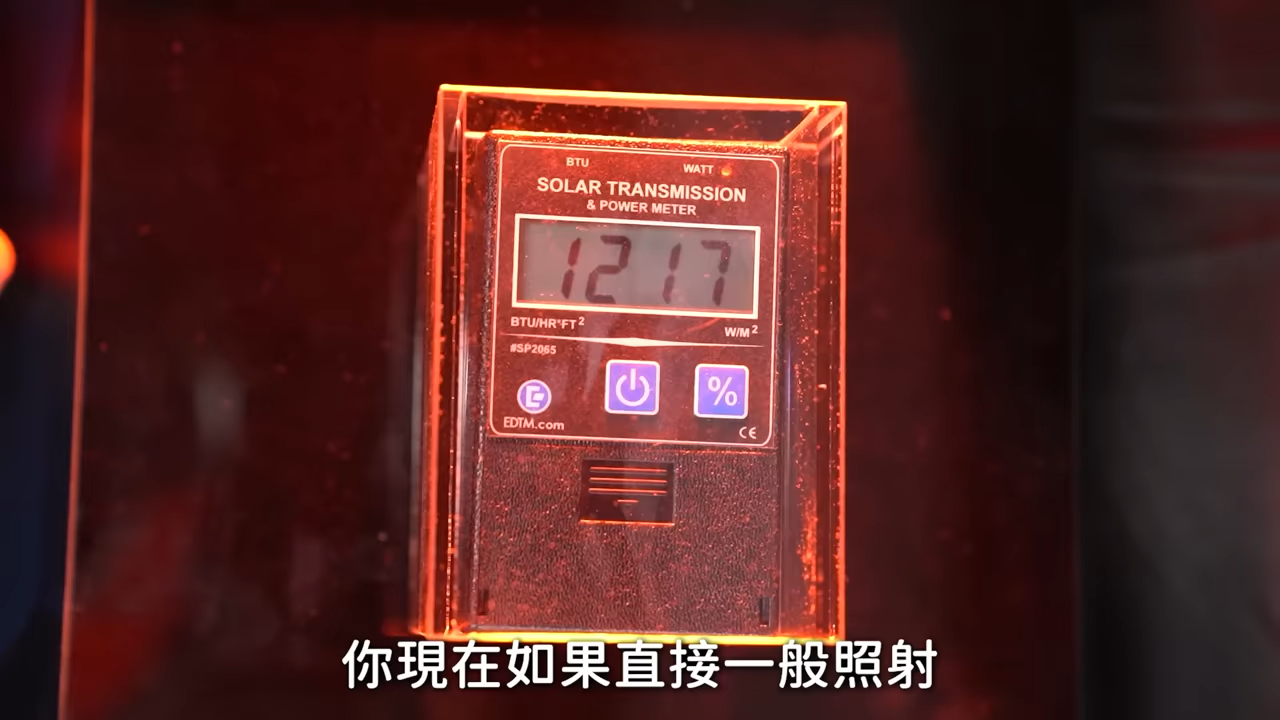 BTU WATT
SOLAR TRANSMISSION
& POWER METER
1217
BTU/HR*FT² W/M²
#SP2065
%
EDTM.com CE
你現在如果直接一般照射